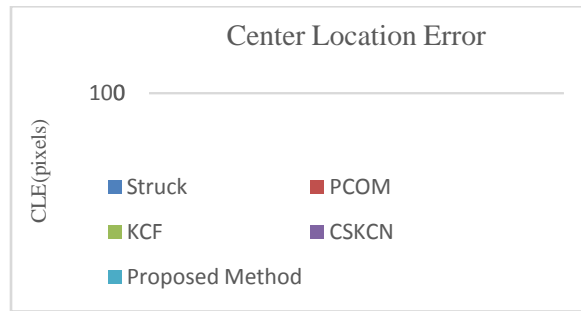 Center Location Error
100
CLE(pixels)
Struck PCOM
KCF CSKCN
Proposed Method